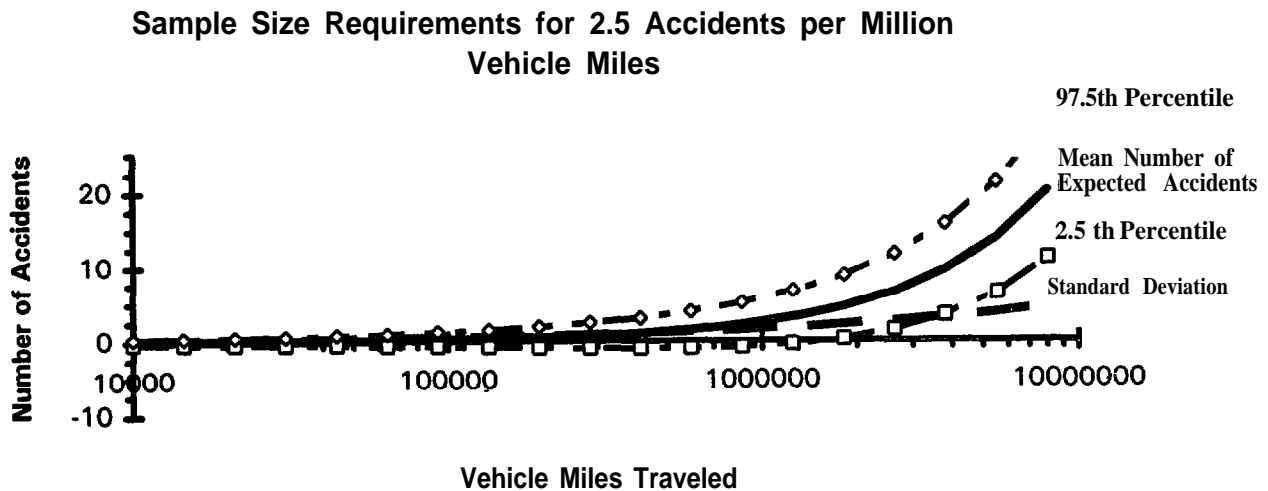 Sample Size Requirements for 2.5 Accidents per Million
Vehicle Miles
97.5th Percentile
Mean Number of
Expected Accidents
2.5 th Percentile
Standard Deviation
Number of Accidents
20
10
0
-10
10000
100000
1000000
10000000
Vehicle Miles Traveled